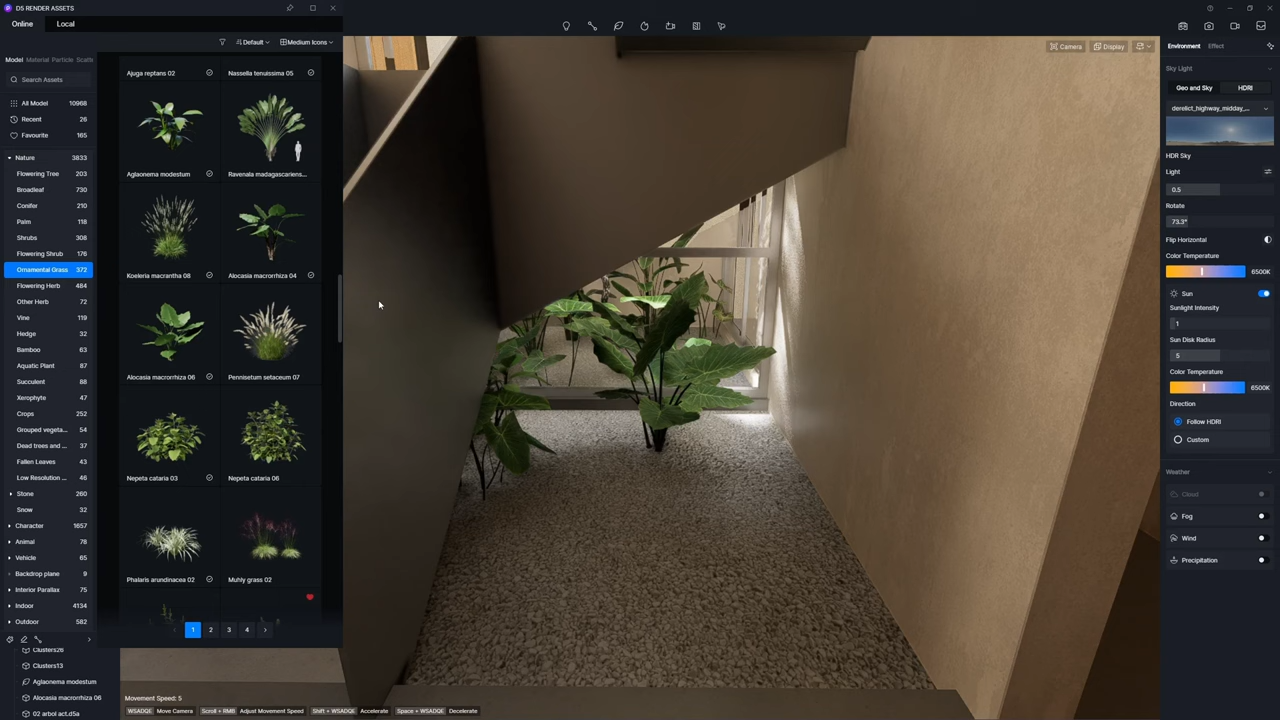 D5 RENDER ASSETS
Online
Local
Default
Medium Icons
Model
Material
Particle
Scatt
Search Assets
All Model 10968
Recent 26
Favourite 165
Nature 3833
Flowering Tree 203
Broadleaf 730
Conifer 210
Palm 118
Shrubs 308
Flowering Shrub 176
Ornamental Grass 372
Flowering Herb 484
Other Herb 72
Vine 119
Hedge 32
Bamboo 63
Aquatic Plant 87
Succulent 88
Xerophyte 47
Crops 252
Grouped vegeta... 54
Dead trees and ... 37
Fallen Leaves 43
Low Resolution ... 46
Stone 260
Snow 32
Character 1657
Animal 78
Vehicle 65
Backdrop plane 9
Interior Parallax 75
Indoor 4134
Outdoor 582
Ajuga reptans 02
Nassella tenuissima 05
Aglaonema modestum
Ravenala madagascariens...
Koeleria macrantha 08
Alocasia macrorrhiza 04
Alocasia macrorrhiza 06
Pennisetum setaceum 07
Nepeta cataria 03
Nepeta cataria 06
Phalaris arundinacea 02
Muhly grass 02
1 2 3 4
Clusters26
Clusters13
Aglaonema modestum
Alocasia macrorrhiza 06
02 arbol act.d5a
Movement Speed: 5
WSADQE Move Camera
Scroll + RMB Adjust Movement Speed
Shift + WSADQE Accelerate
Space + WSADQE Decelerate
Camera
Display
Environment
Effect
Sky Light
Geo and Sky
HDRI
derelict_highway_midday_...
HDR Sky
Light
0.5
Rotate
73.3°
Flip Horizontal
Color Temperature
6500K
Sun
Sunlight Intensity
1
Sun Disk Radius
5
Color Temperature
6500K
Direction
Follow HDRI
Custom
Weather
Cloud
Fog
Wind
Precipitation